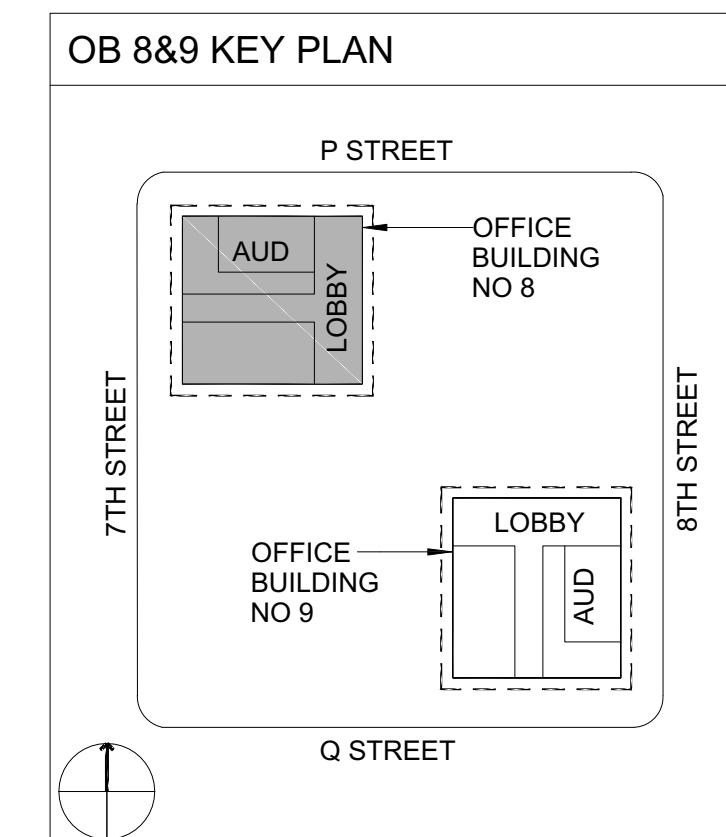 OB 8&9 KEY PLAN
P STREET
AUD
LOBBY
OFFICE
BUILDING
NO 8
7TH STREET
8TH STREET
LOBBY
AUD
OFFICE
BUILDING
NO 9
Q STREET